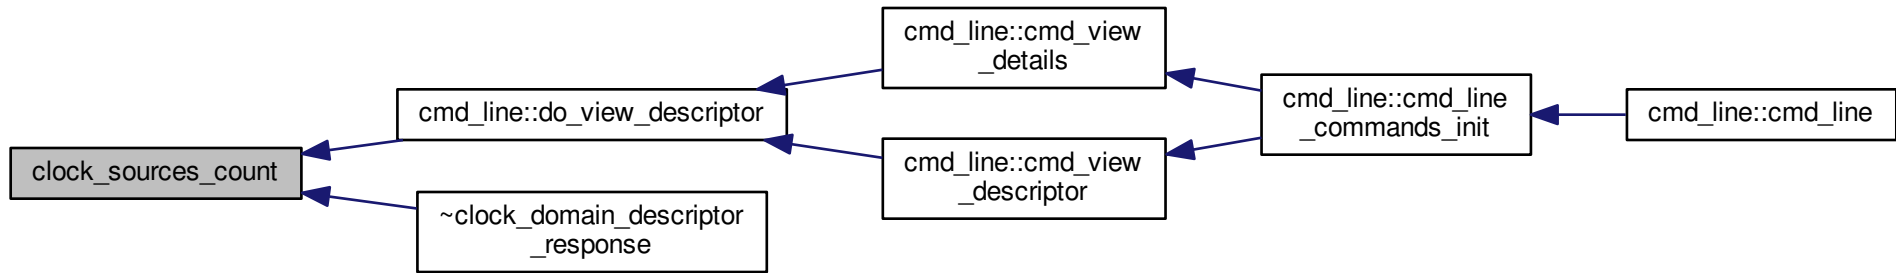 clock_sources_count
cmd_line::do_view_descriptor
~clock_domain_descriptor
_response
cmd_line::cmd_view
_details
cmd_line::cmd_view
_descriptor
cmd_line::cmd_line
_commands_init
cmd_line::cmd_line